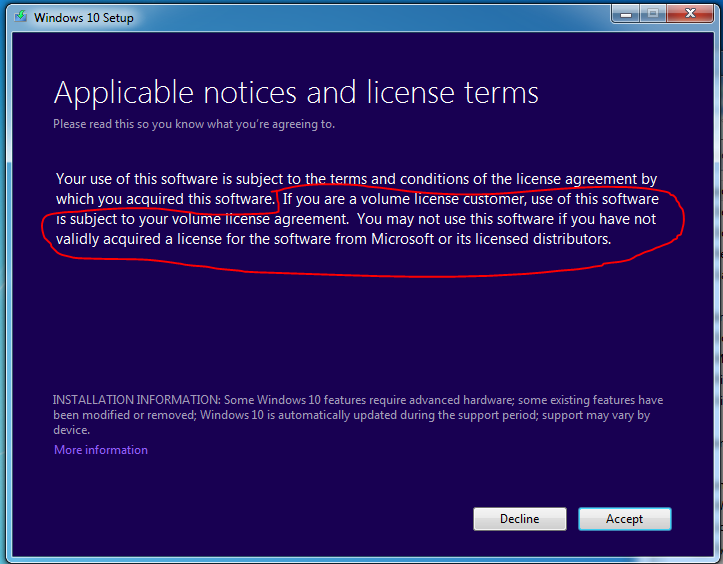 Windows 10 Setup
Applicable notices and license terms
Please read this so you know what you're agreeing to.
Your use of this software is subject to the terms and conditions of the license agreement by
which you acquired this software.  If you are a volume license customer, use of this software
is subject to your volume license agreement.  You may not use this software if you have not
validly acquired a license for the software from Microsoft or its licensed distributors.
INSTALLATION INFORMATION: Some Windows 10 features require advanced hardware; some existing features have
been modified or removed; Windows 10 is automatically updated during the support period; support may vary by
device.
More information
Decline
Accept